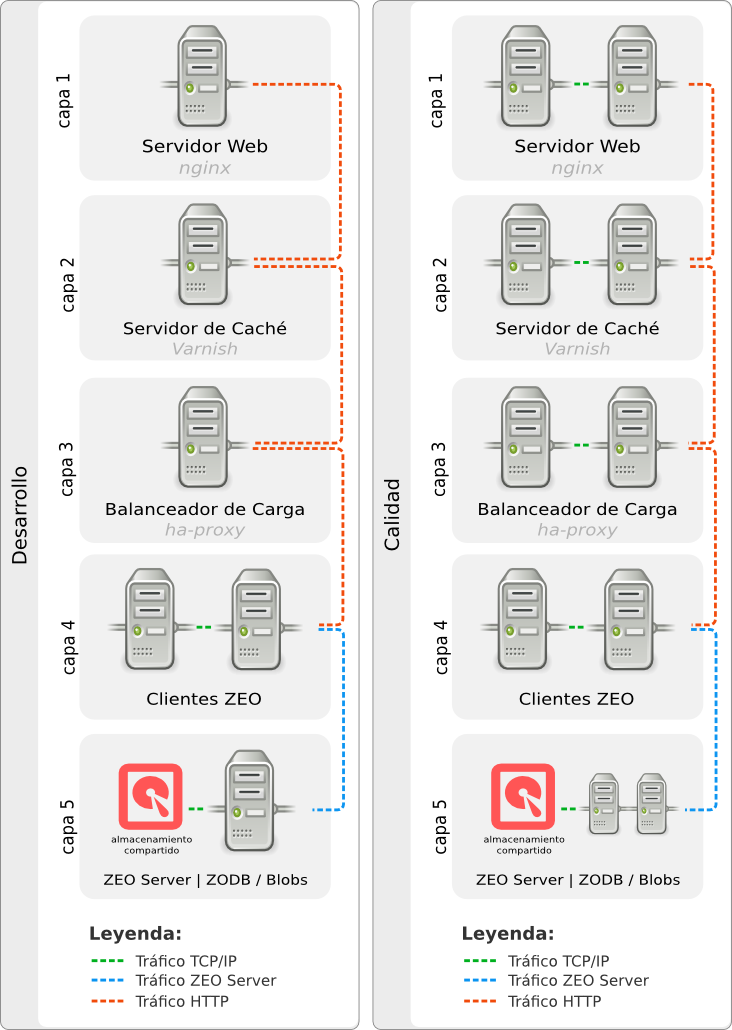 Desarrollo
capa 1
Servidor Web
nginx
capa 2
Servidor de Caché
Varnish
capa 3
Balanceador de Carga
ha-proxy
capa 4
Clientes ZEO
capa 5
almacenamiento
compartido
ZEO Server | ZODB / Blobs
Leyenda:
Tráfico TCP/IP
Tráfico ZEO Server
Tráfico HTTP
Calidad
capa 1
Servidor Web
nginx
capa 2
Servidor de Caché
Varnish
capa 3
Balanceador de Carga
ha-proxy
capa 4
Clientes ZEO
capa 5
almacenamiento
compartido
ZEO Server | ZODB / Blobs
Leyenda:
Tráfico TCP/IP
Tráfico ZEO Server
Tráfico HTTP